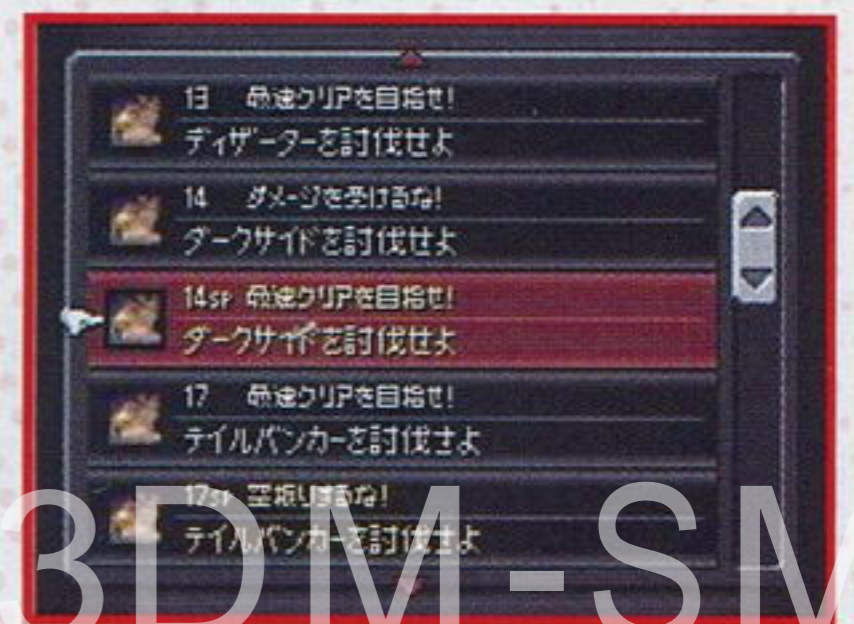 13 最速クリアを目指せ!
ディザーターを討伐せよ
14 ダメージを受けるな!
ダークサイドを討伐せよ
14SP 最速クリアを目指せ!
ダークサイドを討伐せよ
17 最速クリアを目指せ!
テイルバンカーを討伐せよ
17SP 空振りするな!
テイルバンカーを討伐せよ
3DM-SM